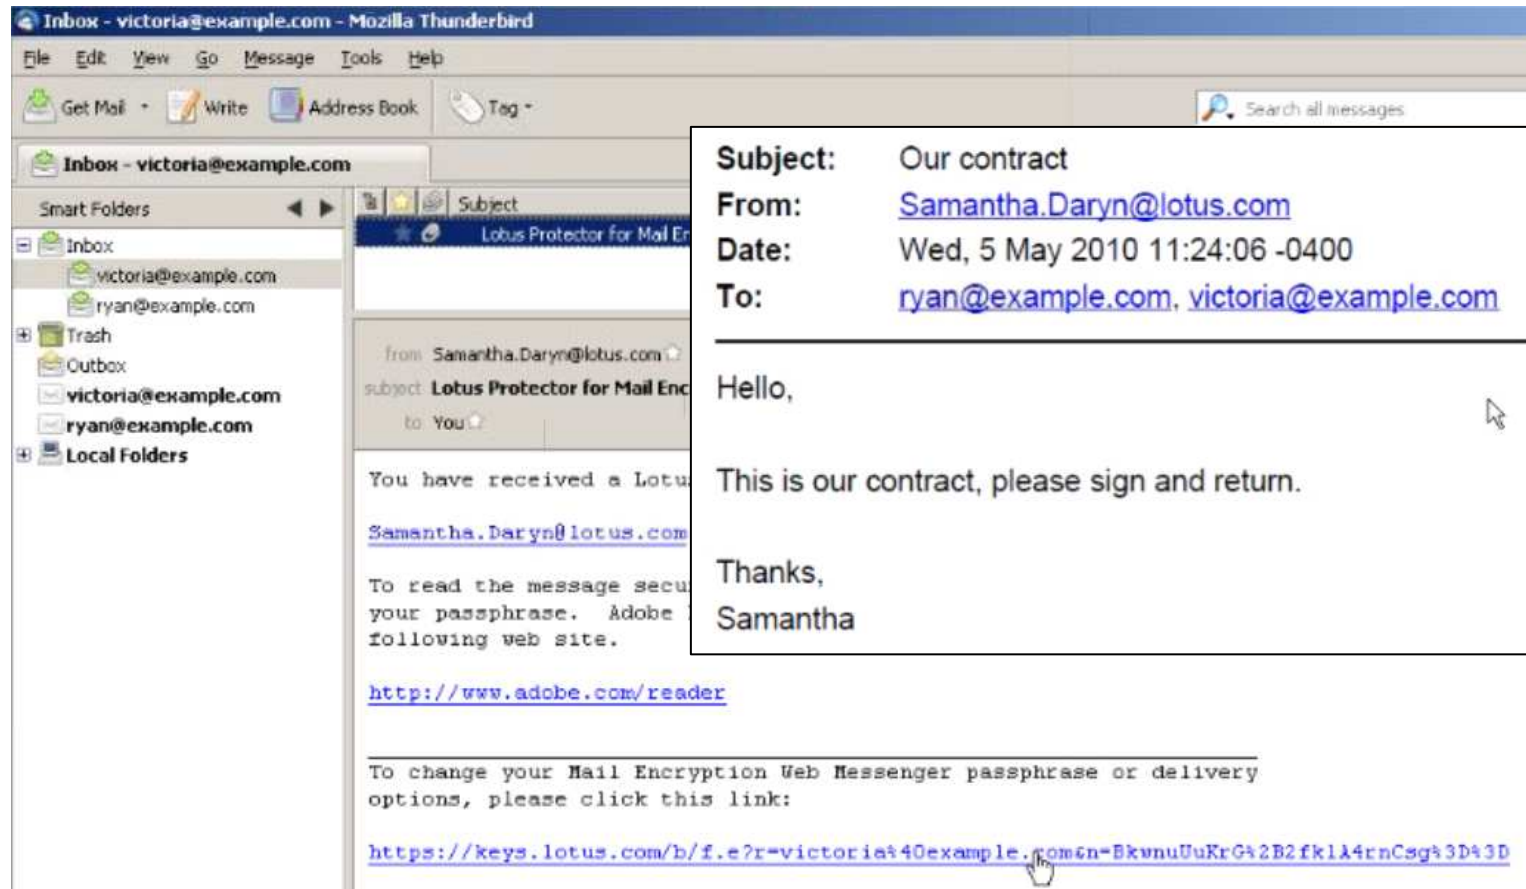 Inbox - victoria@example.com - Mozilla Thunderbird
File Edit View Go Message Tools Help
Get Mail Write Address Book Tag Search all messages
Inbox - victoria@example.com
Smart Folders
Inbox
victoria@example.com
ryan@example.com
Trash
Outbox
victoria@example.com
ryan@example.com
Local Folders
Subject
Lotus Protector for Mail En
from Samantha.Daryn@lotus.com
subject Lotus Protector for Mail Enc
to You
You have received a Lotu
Samantha.Daryn@lotus.com
To read the message secu
your passphrase. Adobe
following web site.
http://www.adobe.com/reader
To change your Mail Encryption Web Messenger passphrase or delivery
options, please click this link:
https://keys.lotus.com/b/f.e?r=victoria%40example.com&n=BkwnuUuKrG%2B2fklA4rnCsg%3D%3D
Subject: Our contract
From: Samantha.Daryn@lotus.com
Date: Wed, 5 May 2010 11:24:06 -0400
To: ryan@example.com, victoria@example.com
Hello,
This is our contract, please sign and return.
Thanks,
Samantha